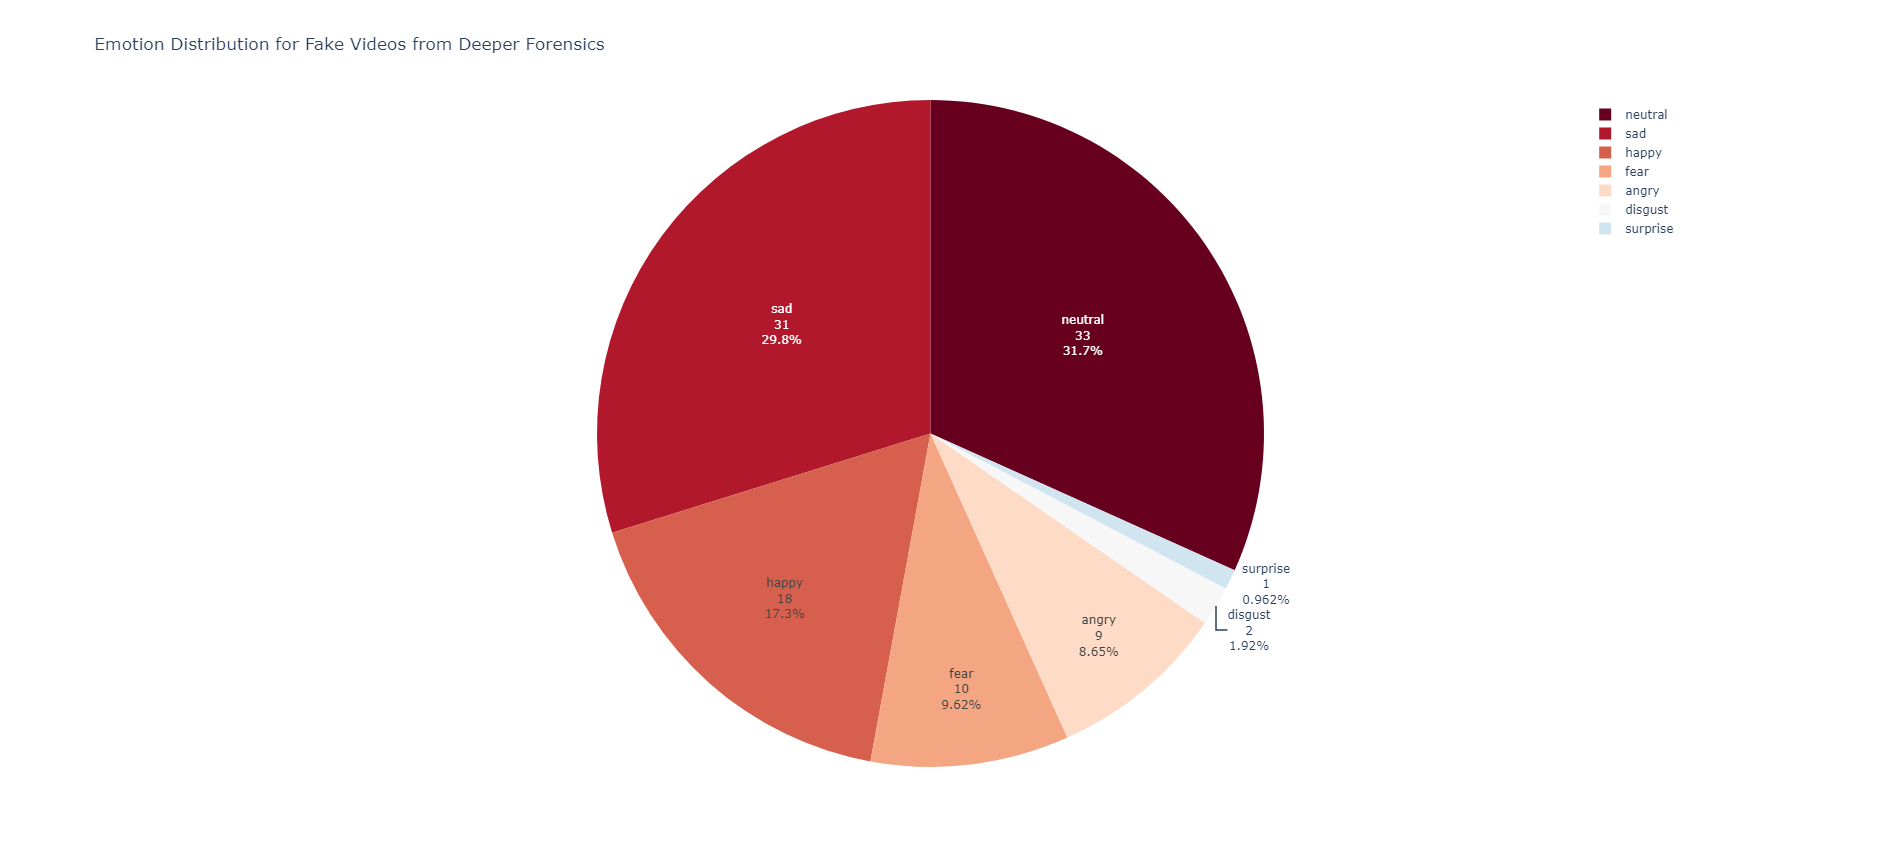 Emotion Distribution for Fake Videos from Deeper Forensics
neutral
sad
happy
fear
angry
disgust
surprise
sad
31
29.8%
neutral
33
31.7%
surprise
1
0.962%
happy
18
17.3%
disgust
2
1.92%
angry
9
8.65%
fear
10
9.62%